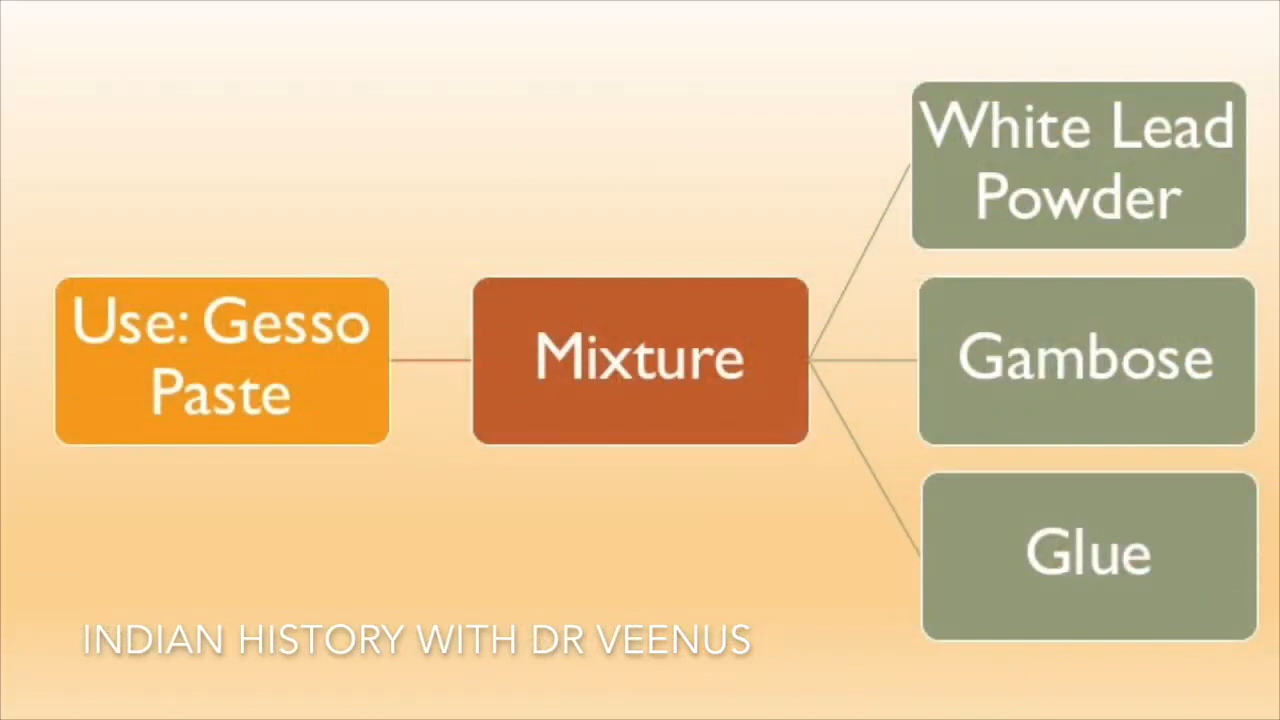 Use: Gesso
Paste
Mixture
White Lead
Powder
Gambose
Glue
INDIAN HISTORY WITH DR VEENUS